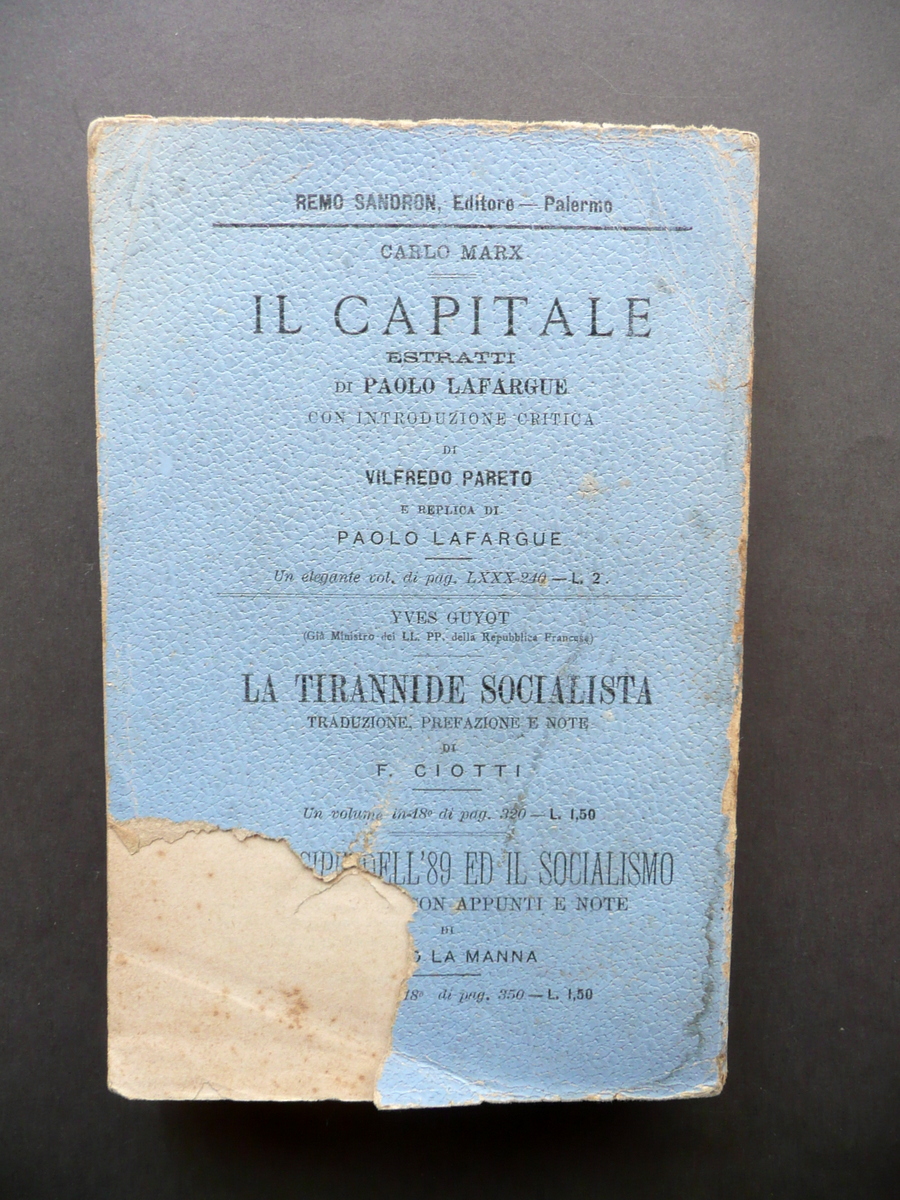 REMO SANDRON, Editore — Palermo
CARLO MARX
IL CAPITALE
ESTRATTI
DI PAOLO LAFARGUE
CON INTRODUZIONE CRITICA
DI
VILFREDO PARETO
E REPLICA DI
PAOLO LAFARGUE
Un elegante vol. di pag. LXXX-240 — L. 2.
YVES GUYOT
(Già Ministro dei LL. PP. della Repubblica Francese)
LA TIRANNIDE SOCIALISTA
TRADUZIONE, PREFAZIONE E NOTE
DI
F. CIOTTI
Un volume in-18º di pag. 320 — L. 1,50
DELL'89 ED IL SOCIALISMO
CON APPUNTI E NOTE
DI
LA MANNA
18º di pag. 350 — L. 1,50